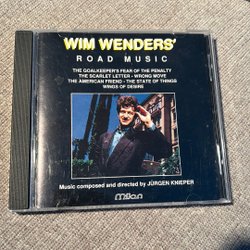 WIM WENDERS'
ROAD MUSIC
THE GOALKEEPER'S FEAR OF THE PENALTY
THE SCARLET LETTER - WRONG MOVE
THE AMERICAN FRIEND - THE STATE OF THINGS
WINGS OF DESIRE
Music composed and directed by JÜRGEN KNIEPER
milan